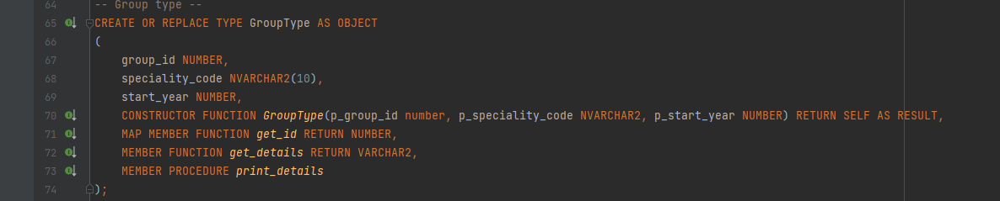 64 -- Group type --
65 CREATE OR REPLACE TYPE GroupType AS OBJECT
66 (
67 group_id NUMBER,
68 speciality_code NVARCHAR2(10),
69 start_year NUMBER,
70 CONSTRUCTOR FUNCTION GroupType(p_group_id number, p_speciality_code NVARCHAR2, p_start_year NUMBER) RETURN SELF AS RESULT,
71 MAP MEMBER FUNCTION get_id RETURN NUMBER,
72 MEMBER FUNCTION get_details RETURN VARCHAR2,
73 MEMBER PROCEDURE print_details
74 );